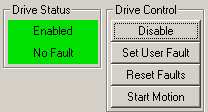 Drive Status
Enabled
No Fault
Drive Control
Disable
Set User Fault
Reset Faults
Start Motion